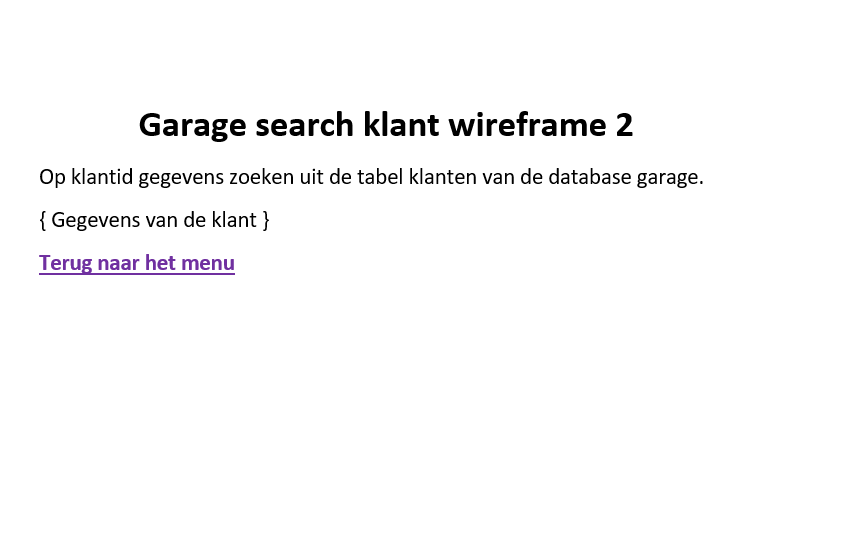 Garage search klant wireframe 2
Op klantid gegevens zoeken uit de tabel klanten van de database garage.
{ Gegevens van de klant }
Terug naar het menu